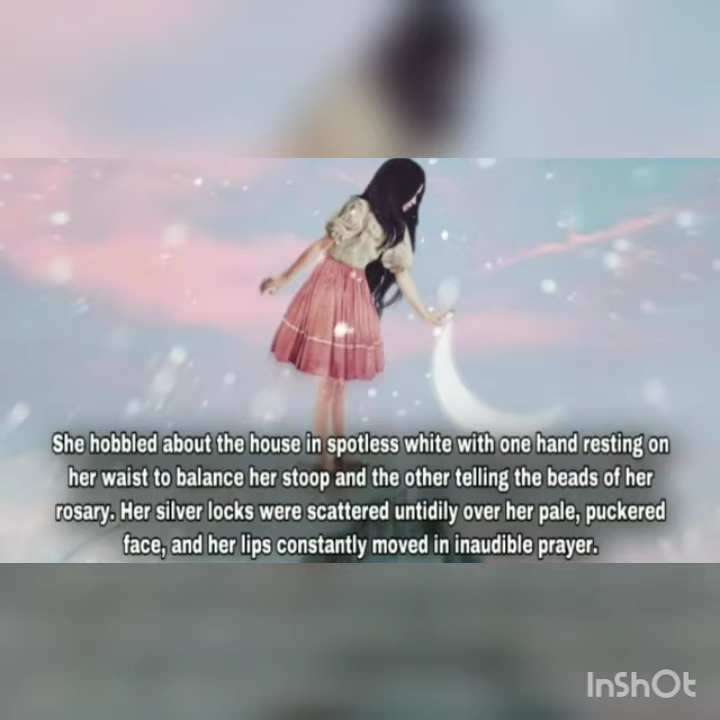 She hobbled about the house in spotless white with one hand resting on
her waist to balance her stoop and the other telling the beads of her
rosary. Her silver locks were scattered untidily over her pale, puckered
face, and her lips constantly moved in inaudible prayer.
InShOt